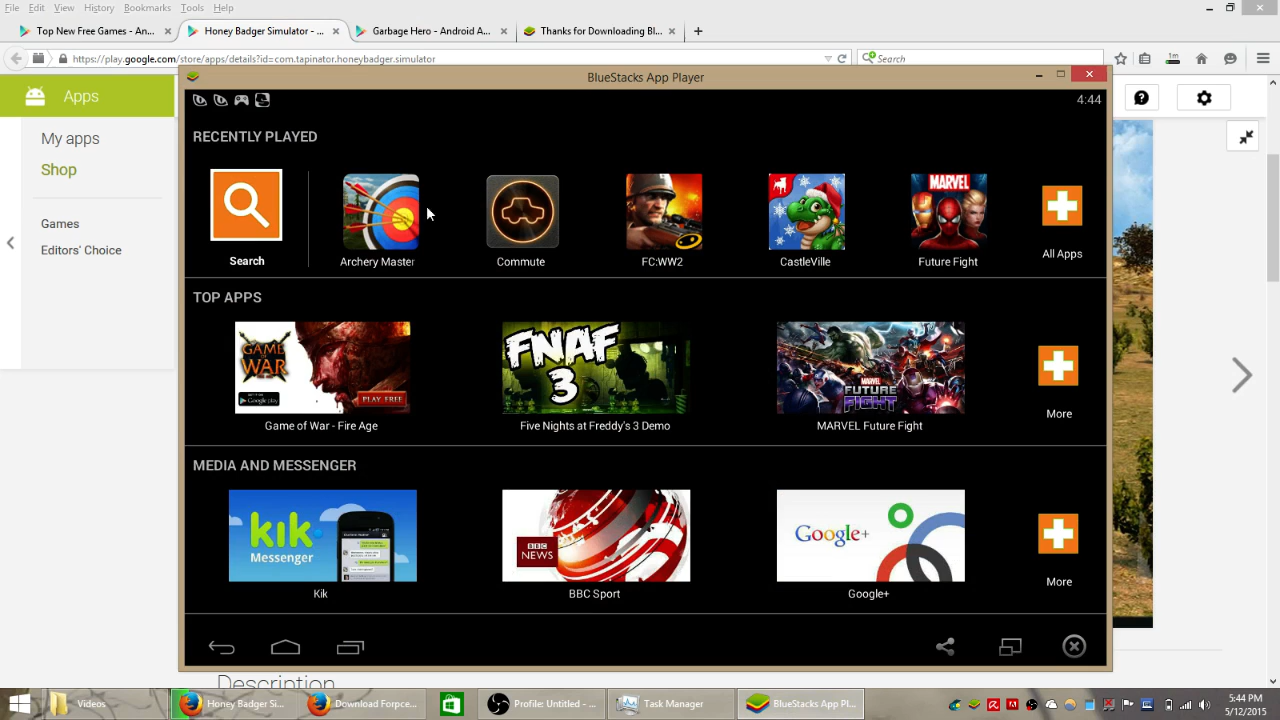 File Edit View History Bookmarks Tools Help
Top New Free Games - An... × Honey Badger Simulator - ... × Garbage Hero - Android A... × Thanks for Downloading Bl... × +
https://play.google.com/store/apps/details?id=com.tapinator.honeybadger.simulator Search
BlueStacks App Player
Apps
4:44
My apps
Shop
Games
Editors' Choice
RECENTLY PLAYED
MARVEL
Search Archery Master Commute FC:WW2 CastleVille Future Fight All Apps
TOP APPS
GAME OF WAR
Google play
PLAY FREE
FNAF 3
MARVEL FUTURE FIGHT
Game of War - Fire Age Five Nights at Freddy's 3 Demo MARVEL Future Fight More
MEDIA AND MESSENGER
kik Messenger
BBC NEWS
Google+
Kik BBC Sport Google+ More
Description
Videos Honey Badger Si... Download Forpce... Profile: Untitled - ... Task Manager BlueStacks App Pl...
5:44 PM
5/12/2015